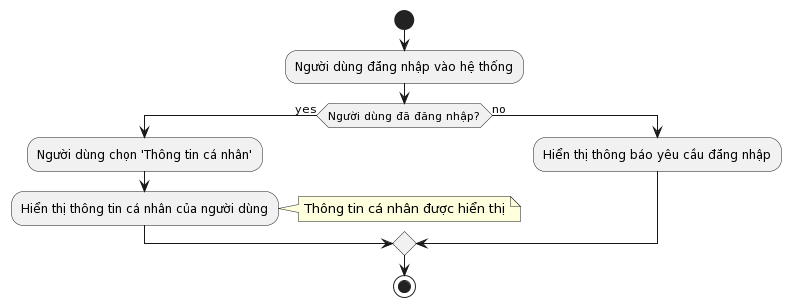 Người dùng đăng nhập vào hệ thống
yes
Người dùng đã đăng nhập?
no
Người dùng chọn 'Thông tin cá nhân'
Hiển thị thông báo yêu cầu đăng nhập
Hiển thị thông tin cá nhân của người dùng
Thông tin cá nhân được hiển thị